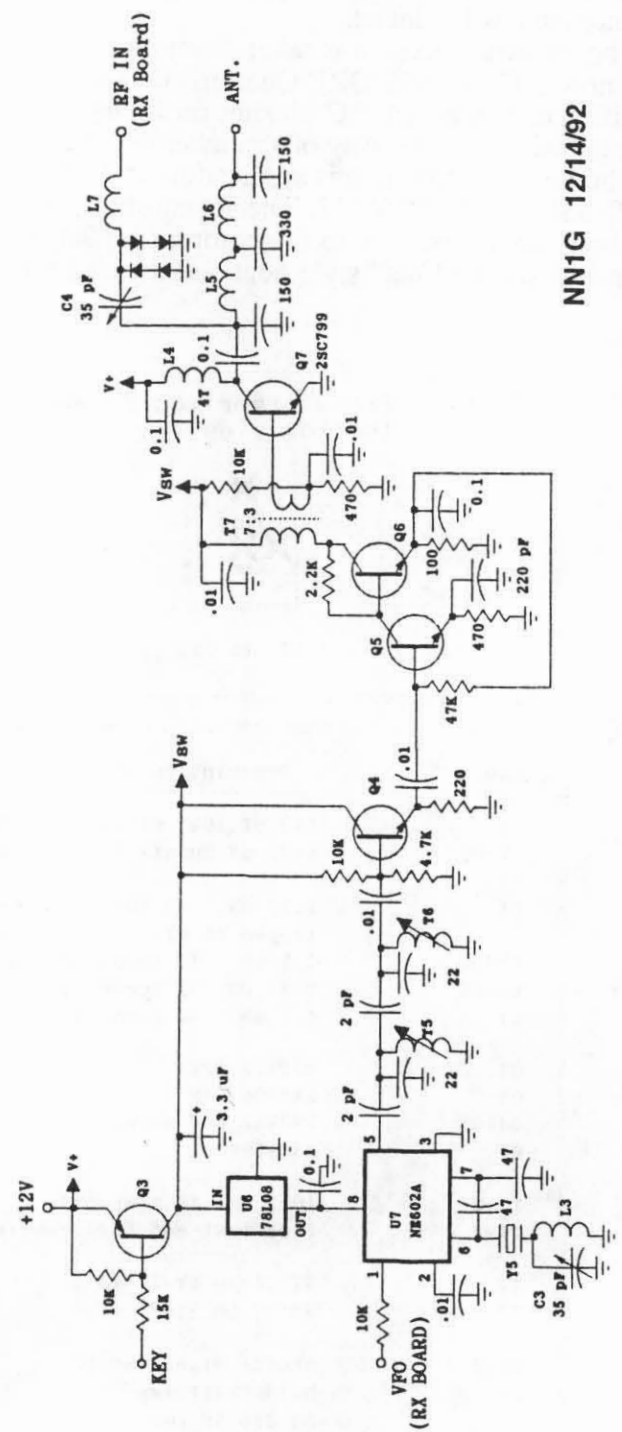 +12V
V+
Q3
10K
15K
KEY
VSW
3.3 uF
IN
U6
78L08
OUT
0.1
8
U7
NE602A
1
2
5
3
6
7
10K
VFO
(RX BOARD)
.01
47
47
Y5
C3
35 pF
L3
2 pF
22
T5
2 pF
22
T6
.01
10K
4.7K
Q4
220
.01
47K
Q5
470
220 pF
2.2K
Q6
100
0.1
.01
T7
7:3
VSW
10K
470
.01
V+
0.1
L4
4T
0.1
Q7
2SC799
C4
35 pF
L7
RF IN
(RX Board)
L5
L6
ANT.
150
330
150
NN1G 12/14/92